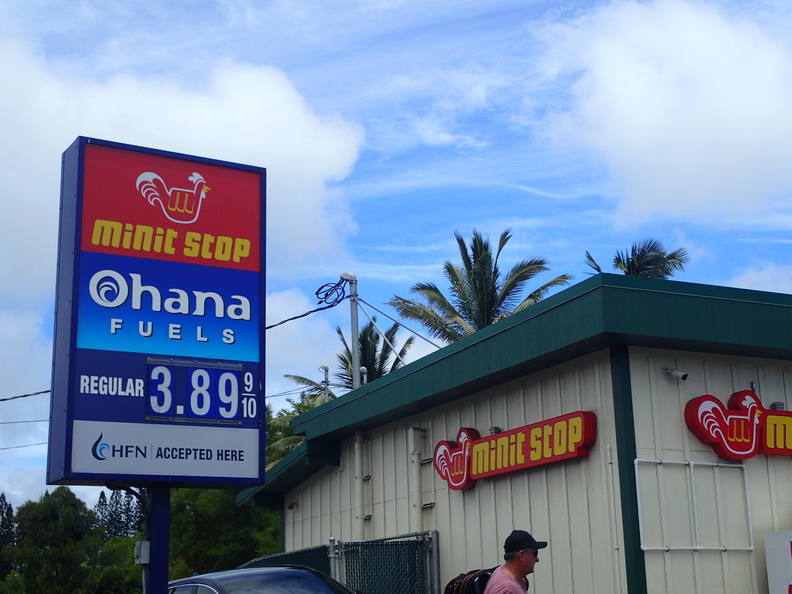 minit stop
Ohana
FUELS
REGULAR 3.89 9/10
HFN | ACCEPTED HERE
minit stop